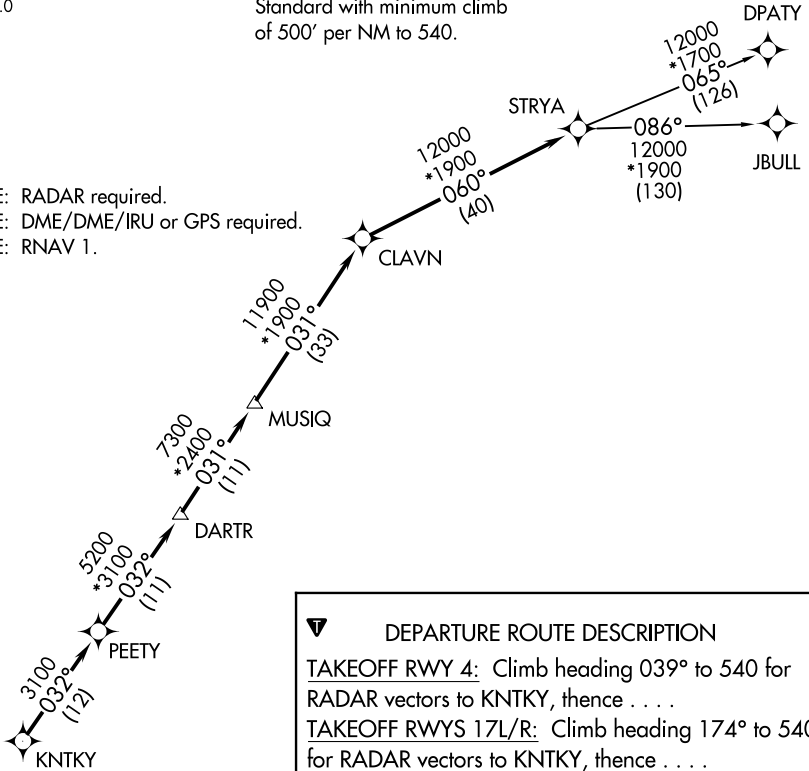 .0
Standard with minimum climb
of 500' per NM to 540.
DPATY
12000
*1700
065°
(126)
STRYA
086°
12000
*1900
(130)
JBULL
12000
*1900
060°
(40)
E: RADAR required.
E: DME/DME/IRU or GPS required.
E: RNAV 1.
CLAVN
11900
*1900
031°
(33)
MUSIQ
7300
*2400
031°
(11)
DARTR
5200
*3100
032°
(11)
PEETY
3100
032°
(12)
KNTKY
T DEPARTURE ROUTE DESCRIPTION
TAKEOFF RWY 4: Climb heading 039° to 540 for
RADAR vectors to KNTKY, thence . . . .
TAKEOFF RWYS 17L/R: Climb heading 174° to 540
for RADAR vectors to KNTKY, thence . . . .